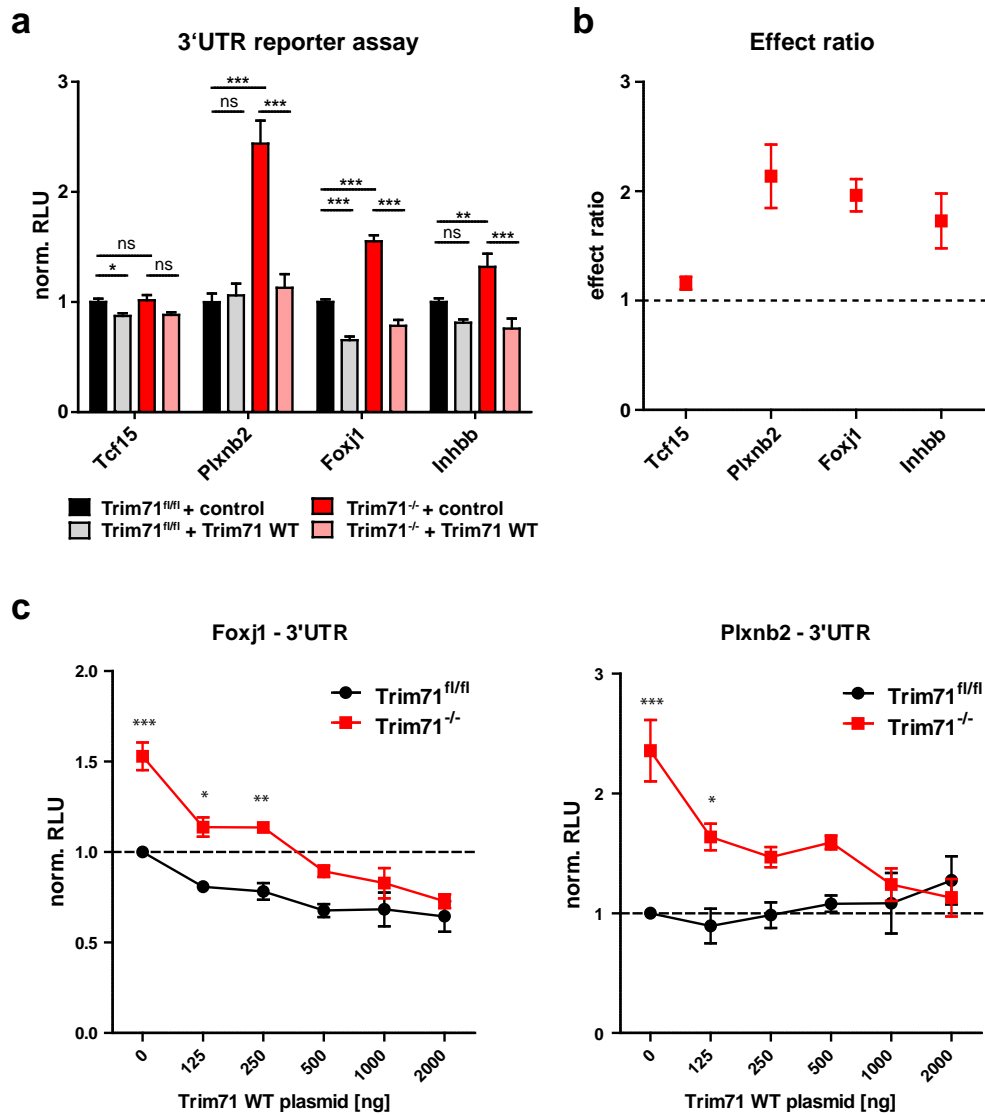 a
3‘UTR reporter assay
norm. RLU
3
2
1
0
ns
*
ns
***
ns
***
***
***
***
**
ns
***
Tcf15
Plxnb2
Foxj1
Inhbb
Trim71fl/fl + control
Trim71-/- + control
Trim71fl/fl + Trim71 WT
Trim71-/- + Trim71 WT
b
Effect ratio
effect ratio
3
2
1
0
Tcf15
Plxnb2
Foxj1
Inhbb
c
Foxj1 - 3'UTR
norm. RLU
2.0
1.5
1.0
0.5
0.0
Trim71fl/fl
Trim71-/-
***
*
**
0
125
250
500
1000
2000
Trim71 WT plasmid [ng]
Plxnb2 - 3'UTR
norm. RLU
3
2
1
0
Trim71fl/fl
Trim71-/-
***
*
0
125
250
500
1000
2000
Trim71 WT plasmid [ng]